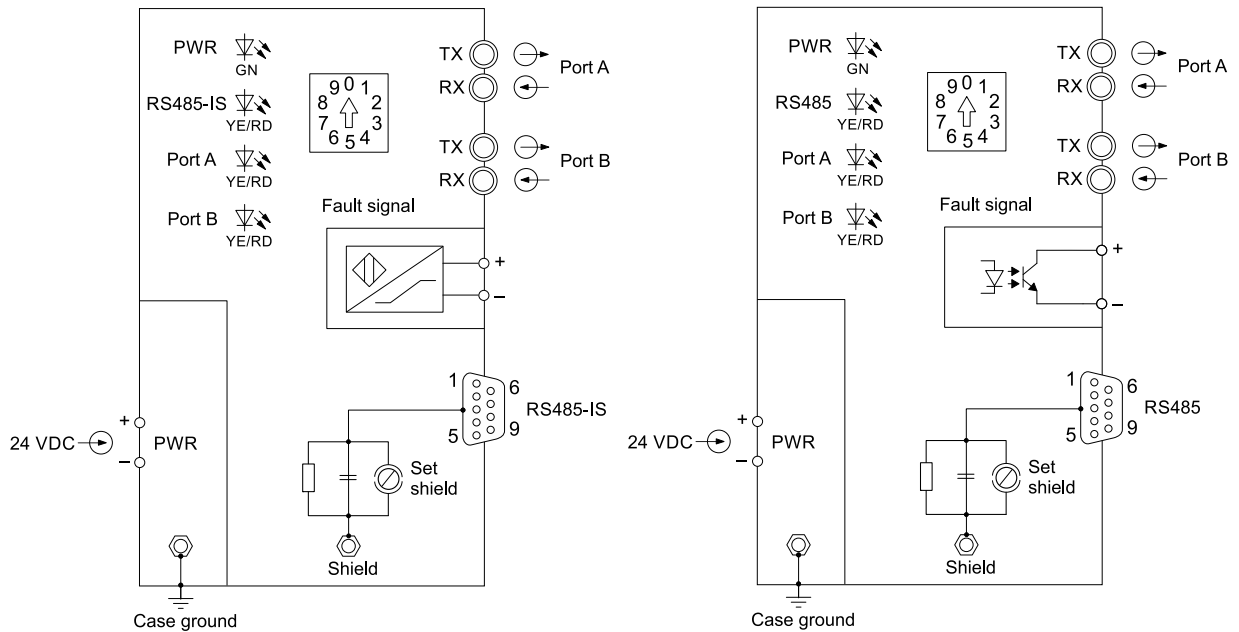 PWR
GN
RS485-IS
YE/RD
Port A
YE/RD
Port B
YE/RD
9 0 1
8 2
7 3
6 5 4
TX
RX
Port A
TX
RX
Port B
Fault signal
+
−
1
6
5
9
RS485-IS
24 VDC
+
−
PWR
Set
shield
Shield
Case ground
PWR
GN
RS485
YE/RD
Port A
YE/RD
Port B
YE/RD
9 0 1
8 2
7 3
6 5 4
TX
RX
Port A
TX
RX
Port B
Fault signal
+
−
1
6
5
9
RS485
24 VDC
+
−
PWR
Set
shield
Shield
Case ground